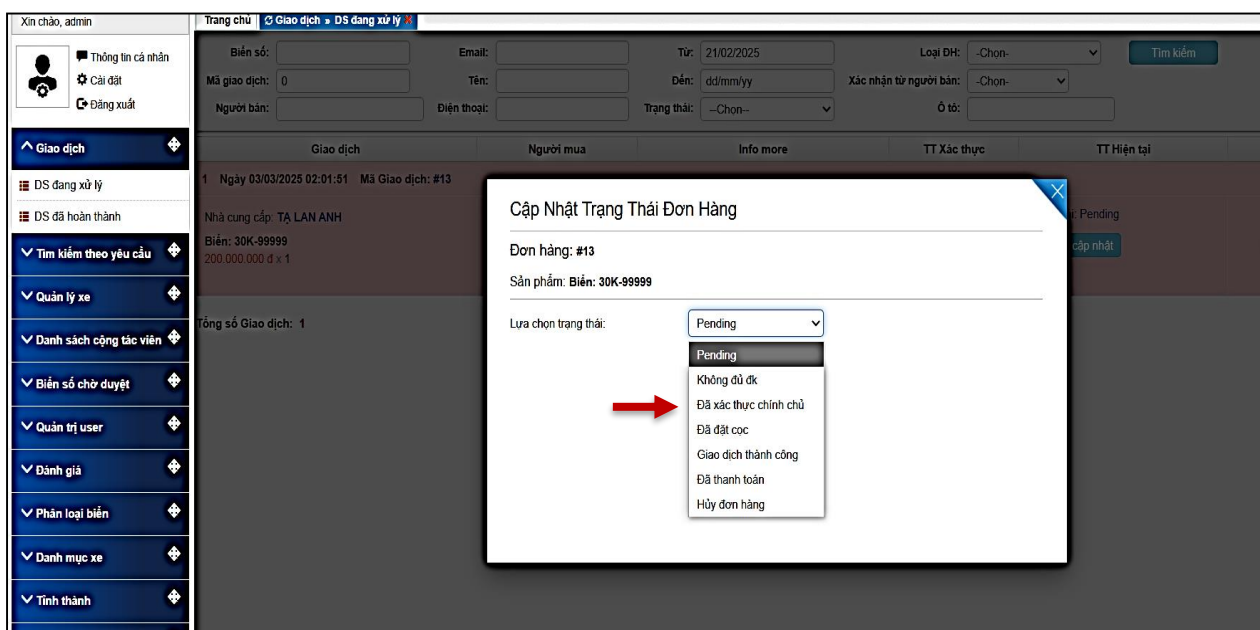 Xin chào, admin
Trang chủ Giao dịch » DS đang xử lý X
Thông tin cá nhân
Cài đặt
Đăng xuất
Biển số: Email: Từ: 21/02/2025 Loại ĐH: -Chọn- Tìm kiếm
Mã giao dịch: 0 Tên: Đến: dd/mm/yy Xác nhận từ người bán: -Chọn-
Người bán: Điện thoại: Trạng thái: --Chọn-- Ô tô:
Giao dịch Người mua Info more TT Xác thực TT Hiện tại
1 Ngày 03/03/2025 02:01:51 Mã Giao dịch: #13
Nhà cung cấp: TẠ LAN ANH
Biển: 30K-99999
200.000.000 đ x 1
Pending
cập nhật
Tổng số Giao dịch: 1
Giao dịch
DS đang xử lý
DS đã hoàn thành
Tìm kiếm theo yêu cầu
Quản lý xe
Danh sách cộng tác viên
Biển số chờ duyệt
Quản trị user
Đánh giá
Phân loại biển
Danh mục xe
Tỉnh thành
Cập Nhật Trạng Thái Đơn Hàng
Đơn hàng: #13
Sản phẩm: Biển: 30K-99999
Lựa chọn trạng thái: Pending
Pending
Không đủ đk
Đã xác thực chính chủ
Đã đặt cọc
Giao dịch thành công
Đã thanh toán
Hủy đơn hàng